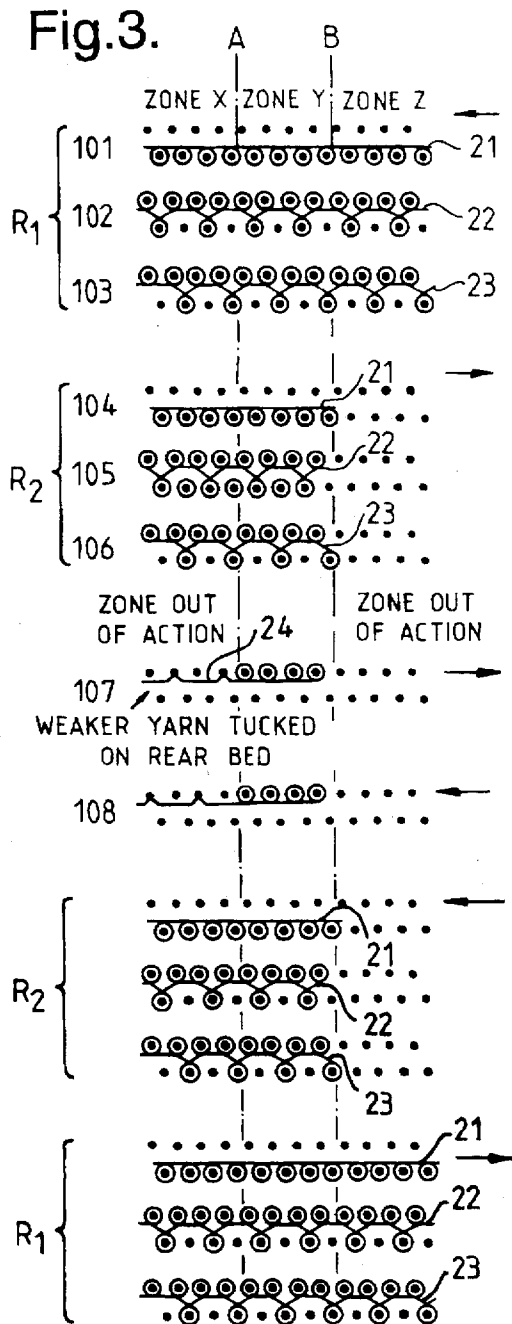 Fig.3.
A B
ZONE X ZONE Y ZONE Z
R1
101 21
102 22
103 23
R2
104 21
105 22
106 23
ZONE OUT OF ACTION 24 ZONE OUT OF ACTION
107
WEAKER YARN TUCKED
ON REAR BED
108
R2
21
22
23
R1
21
22
23